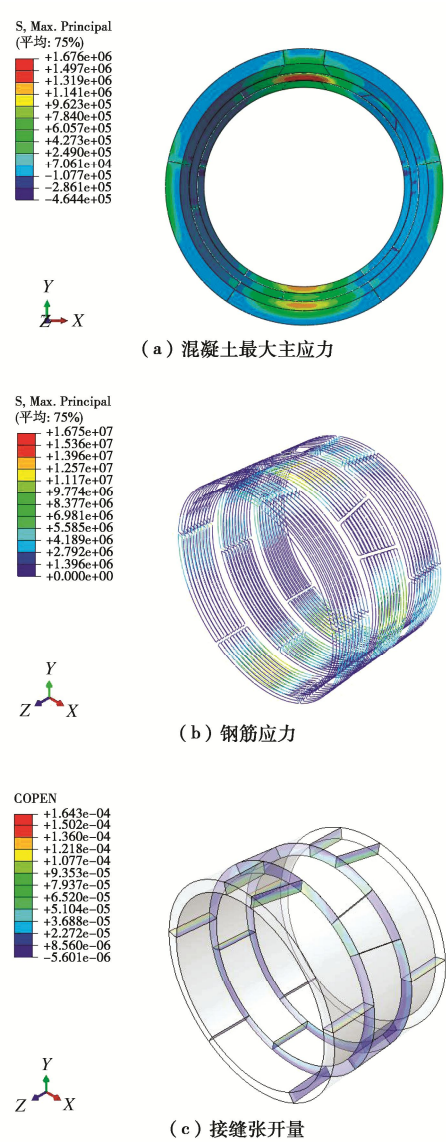 S, Max. Principal
(平均: 75%)
+1.676e+06
+1.497e+06
+1.319e+06
+1.141e+06
+9.623e+05
+7.840e+05
+6.057e+05
+4.273e+05
+2.490e+05
+7.061e+04
-1.077e+05
-2.861e+05
-4.644e+05
Y
Z
X
(a)混凝土最大主应力
S, Max. Principal
(平均: 75%)
+1.675e+07
+1.536e+07
+1.396e+07
+1.257e+07
+1.117e+07
+9.774e+06
+8.377e+06
+6.981e+06
+5.585e+06
+4.189e+06
+2.792e+06
+1.396e+06
+0.000e+00
Y
Z
X
(b)钢筋应力
COPEN
+1.643e-04
+1.502e-04
+1.360e-04
+1.218e-04
+1.077e-04
+9.353e-05
+7.937e-05
+6.520e-05
+5.104e-05
+3.688e-05
+2.272e-05
+8.560e-06
-5.601e-06
Y
Z
X
(c)接缝张开量